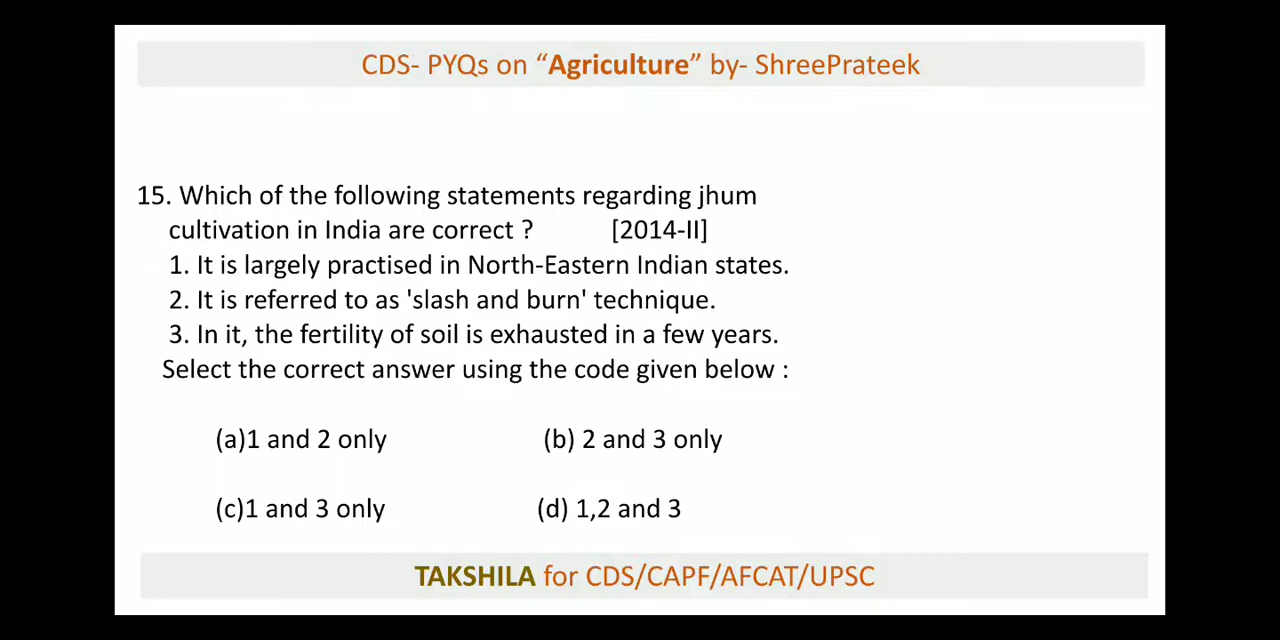 CDS- PYQs on “Agriculture” by- ShreePrateek
15. Which of the following statements regarding jhum
cultivation in India are correct ? [2014-II]
1. It is largely practised in North-Eastern Indian states.
2. It is referred to as 'slash and burn' technique.
3. In it, the fertility of soil is exhausted in a few years.
Select the correct answer using the code given below :
(a)1 and 2 only (b) 2 and 3 only
(c)1 and 3 only (d) 1,2 and 3
TAKSHILA for CDS/CAPF/AFCAT/UPSC